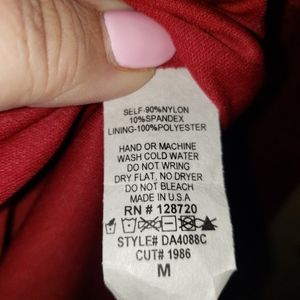 SELF-90%NYLON
10%SPANDEX
LINING-100%POLYESTER
HAND OR MACHINE
WASH COLD WATER
DO NOT WRING
DRY FLAT, NO DRYER
DO NOT BLEACH
MADE IN U.S.A
RN # 128720
STYLE# DA4088C
CUT# 1986
M